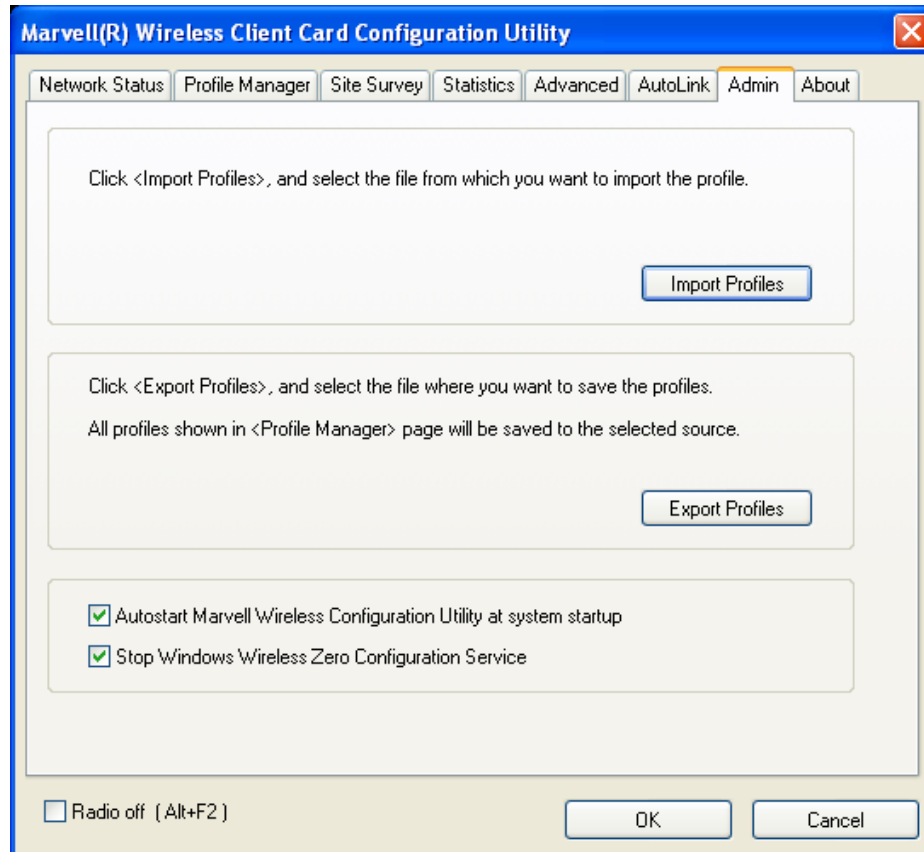 Marvell(R) Wireless Client Card Configuration Utility
Network Status Profile Manager Site Survey Statistics Advanced AutoLink Admin About
Click <Import Profiles>, and select the file from which you want to import the profile.
Import Profiles
Click <Export Profiles>, and select the file where you want to save the profiles.
All profiles shown in <Profile Manager> page will be saved to the selected source.
Export Profiles
Autostart Marvell Wireless Configuration Utility at system startup
Stop Windows Wireless Zero Configuration Service
Radio off ( Alt+F2 )
OK Cancel